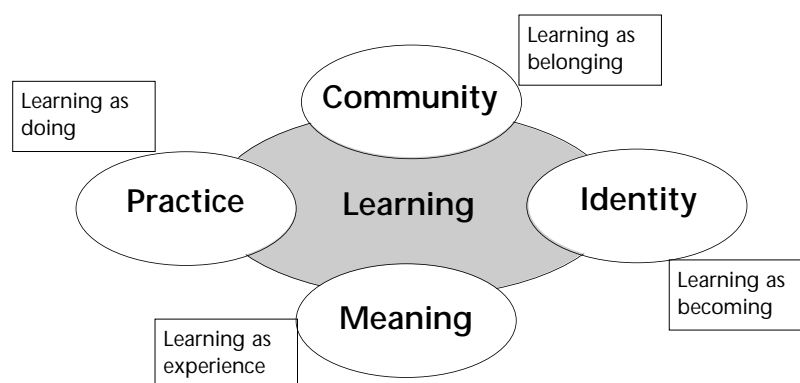 Learning as
belonging
Community
Learning as
doing
Practice
Learning
Identity
Learning as
becoming
Meaning
Learning as
experience